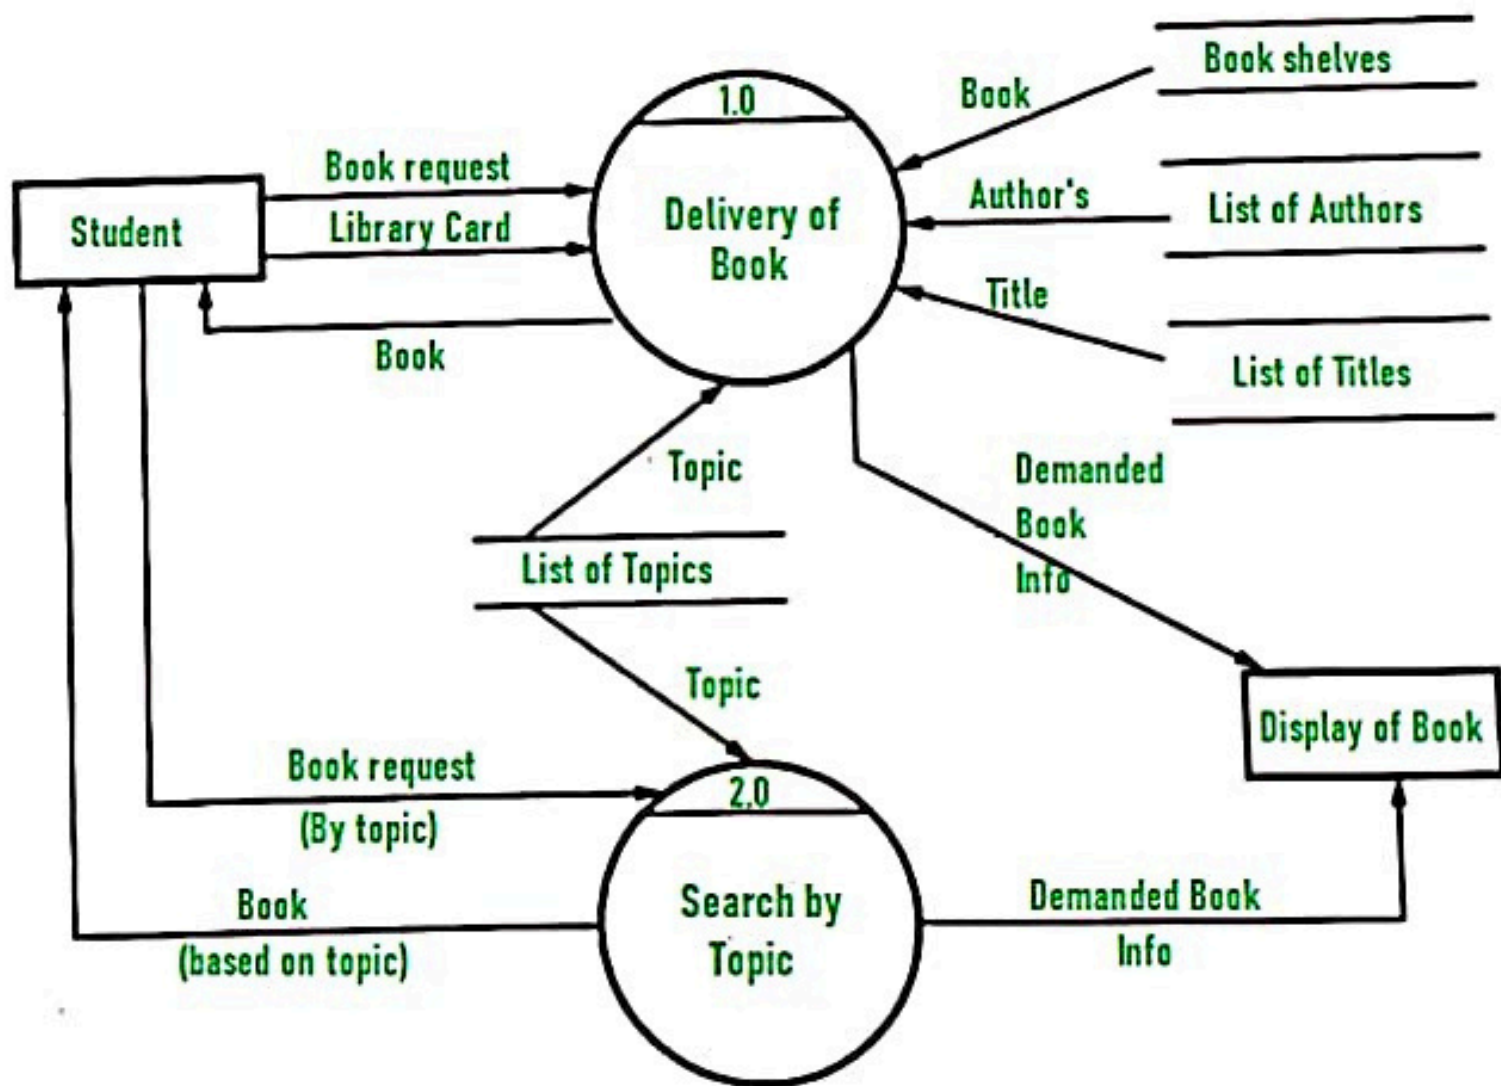 Book shelves
Book
1.0
Book request
Student
Library Card
Delivery of
Book
Author's
List of Authors
Title
Book
List of Titles
Topic
Demanded
Book
Info
List of Topics
Topic
Display of Book
Book request
(By topic)
2.0
Book
(based on topic)
Search by
Topic
Demanded Book
Info